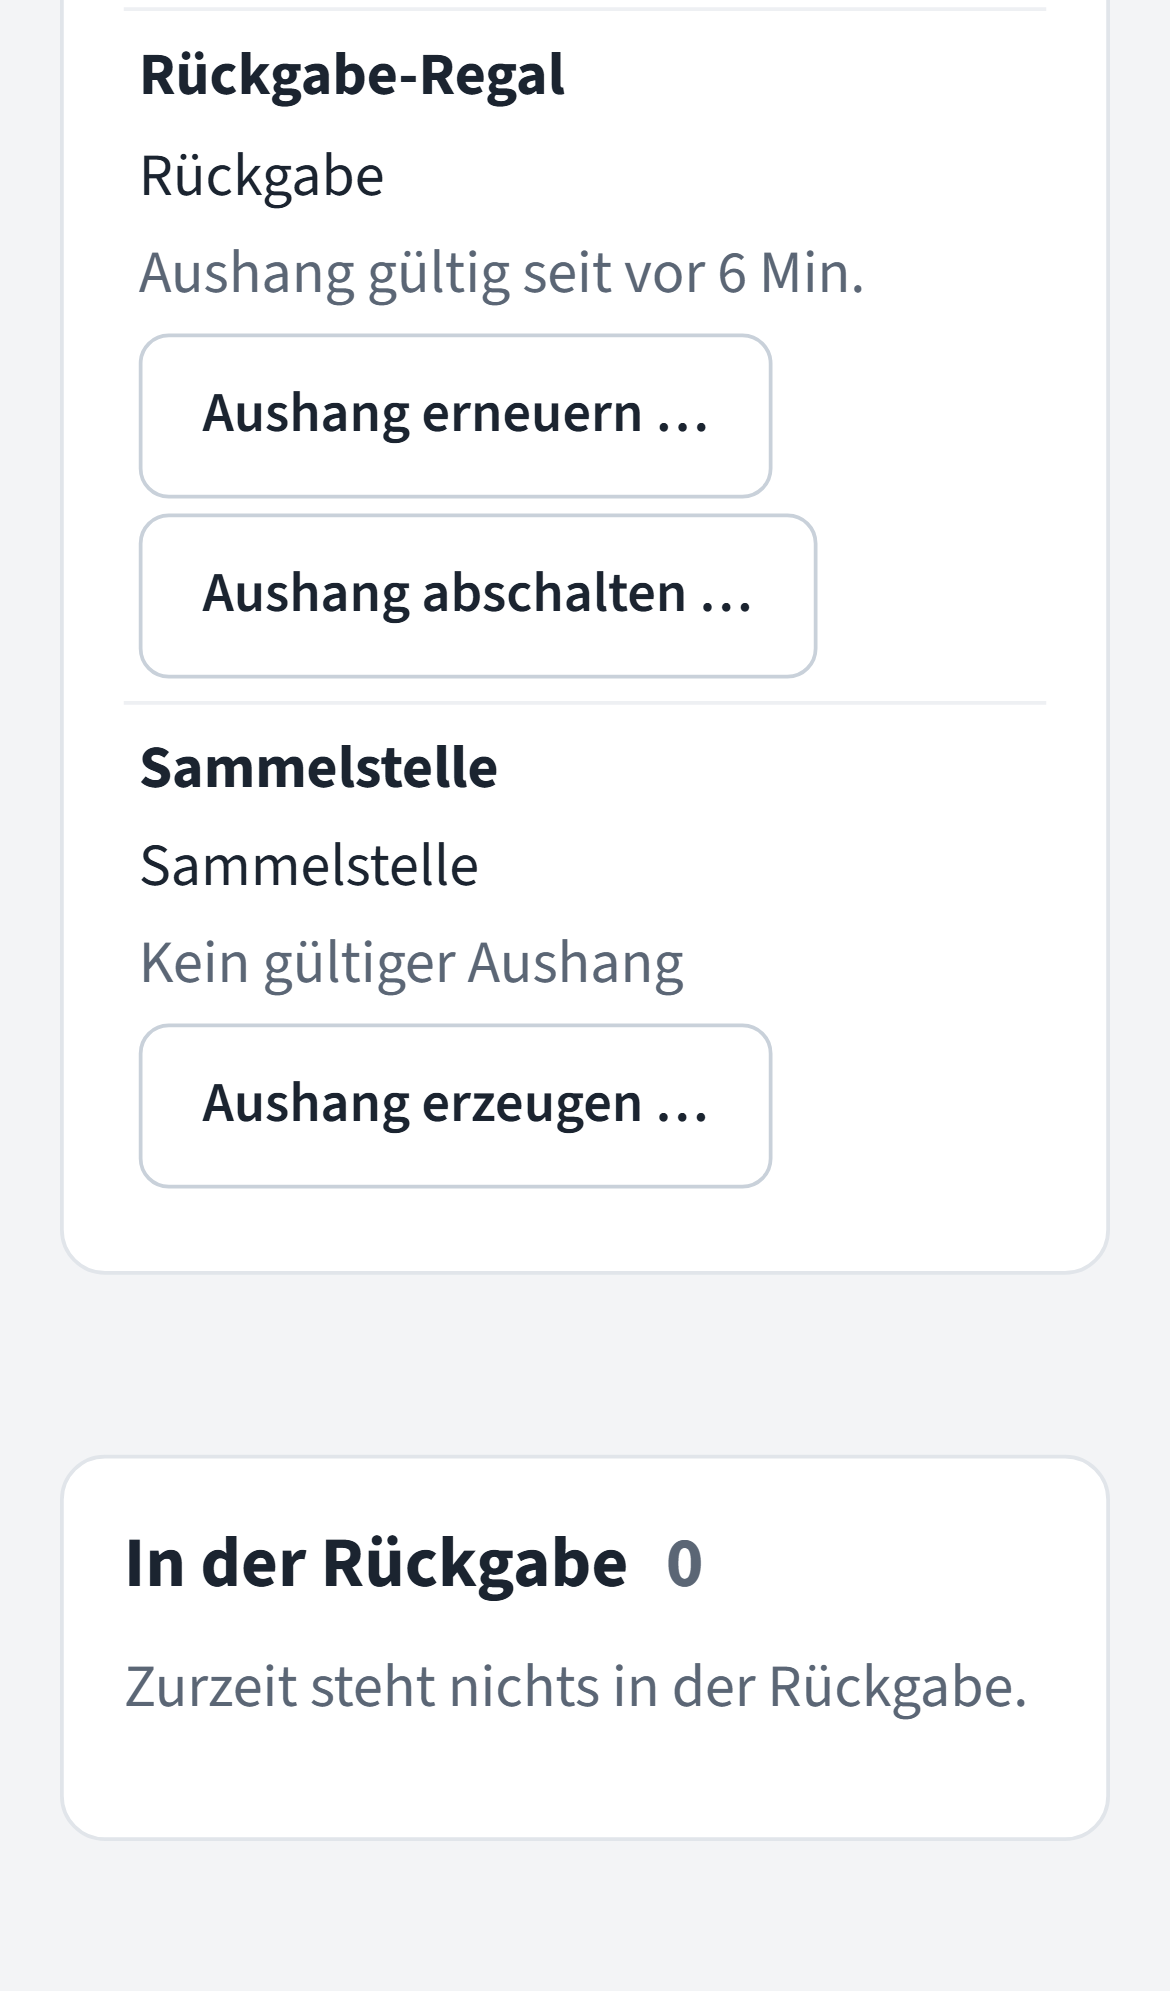 Rückgabe-Regal
Rückgabe
Aushang gültig seit vor 6 Min.
Aushang erneuern …
Aushang abschalten …
Sammelstelle
Sammelstelle
Kein gültiger Aushang
Aushang erzeugen …
In der Rückgabe 0
Zurzeit steht nichts in der Rückgabe.